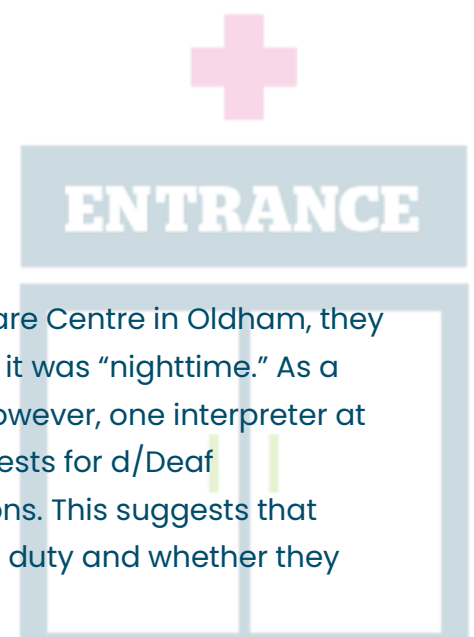 ENTRANCE
are Centre in Oldham, they
it was “nighttime.” As a
owever, one interpreter at
ests for d/Deaf
ns. This suggests that
duty and whether they